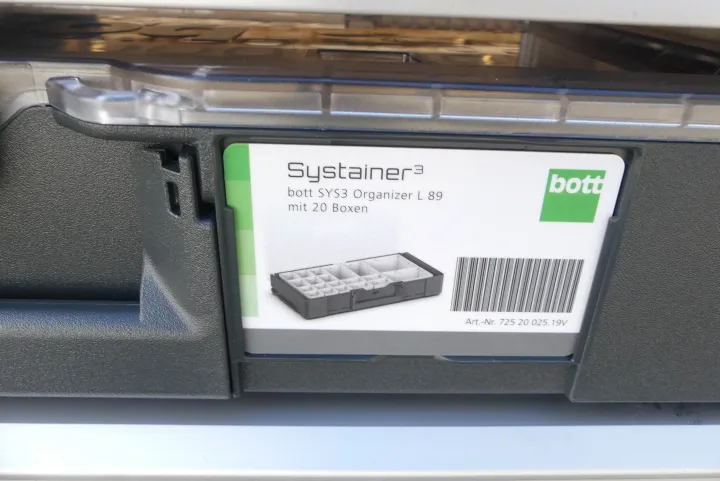 Systainer³
bott SYS3 Organizer L 89
mit 20 Boxen
bott
Art.-Nr. 725 20 025.19V